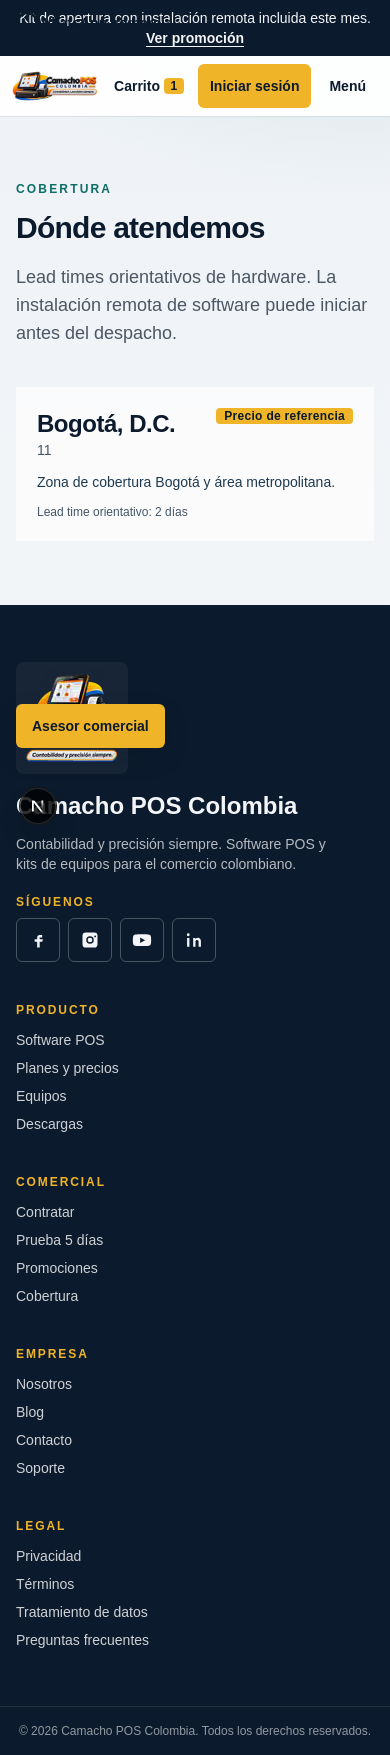 Kit de apertura con instalación remota incluida este mes.
Ver promoción
CamachoPOS
COLOMBIA
Carrito 1
Iniciar sesión
Menú
COBERTURA
Dónde atendemos
Lead times orientativos de hardware. La
instalación remota de software puede iniciar
antes del despacho.
Bogotá, D.C.
Precio de referencia
11
Zona de cobertura Bogotá y área metropolitana.
Lead time orientativo: 2 días
Asesor comercial
Contabilidad y precisión siempre.
Camacho POS Colombia
N
Contabilidad y precisión siempre. Software POS y
kits de equipos para el comercio colombiano.
SÍGUENOS
PRODUCTO
Software POS
Planes y precios
Equipos
Descargas
COMERCIAL
Contratar
Prueba 5 días
Promociones
Cobertura
EMPRESA
Nosotros
Blog
Contacto
Soporte
LEGAL
Privacidad
Términos
Tratamiento de datos
Preguntas frecuentes
© 2026 Camacho POS Colombia. Todos los derechos reservados.